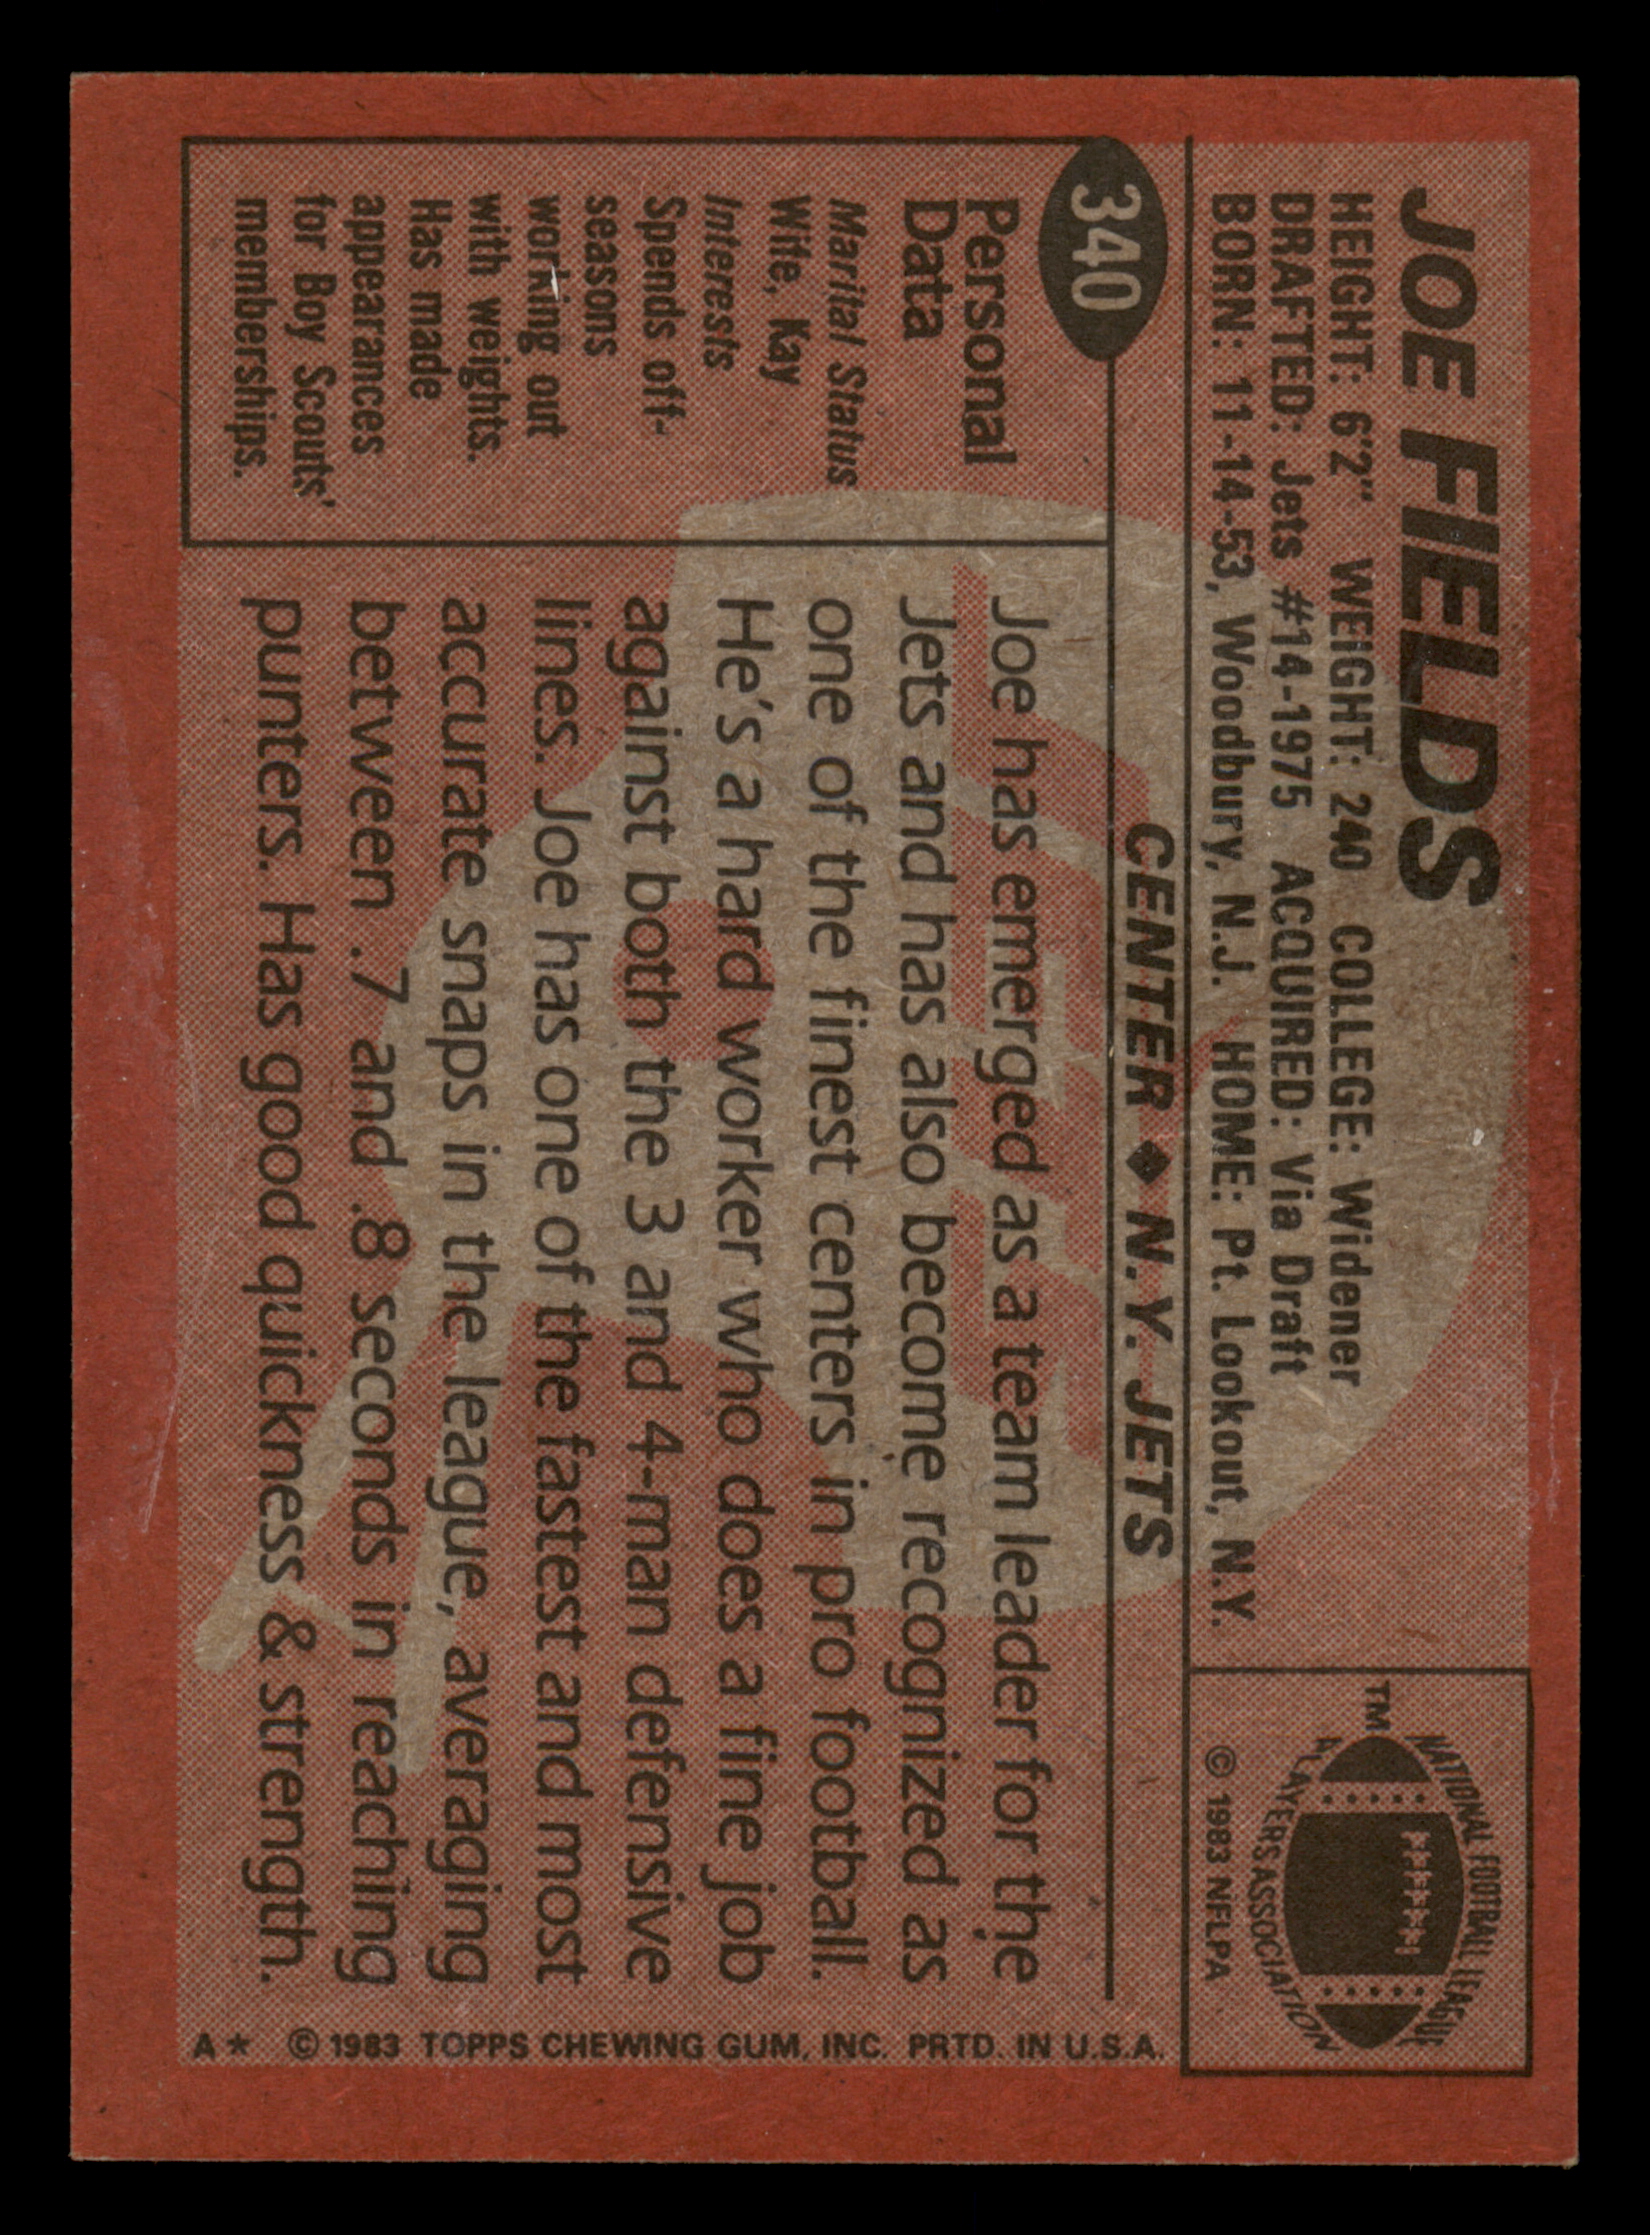 JOE FIELDS
HEIGHT: 6'2" WEIGHT: 240 COLLEGE: Widener
DRAFTED: Jets #14-1975 ACQUIRED: Via Draft
BORN: 11-14-53, Woodbury, N.J. HOME: Pt. Lookout, N.Y.
TM
NATIONAL FOOTBALL LEAGUE
PLAYERS ASSOCIATION
© 1983 NFLPA
CENTER ◆ N.Y. JETS
340
Personal
Data
Marital Status
Wife, Kay
Interests
Spends off-
seasons
working out
with weights.
Has made
appearances
for Boy Scouts'
memberships.
Joe has emerged as a team leader for the
Jets and has also become recognized as
one of the finest centers in pro football.
He's a hard worker who does a fine job
against both the 3 and 4-man defensive
lines. Joe has one of the fastest and most
accurate snaps in the league, averaging
between .7 and .8 seconds in reaching
punters. Has good quickness & strength.
A* © 1983 TOPPS CHEWING GUM, INC. PRTD. IN U.S.A.